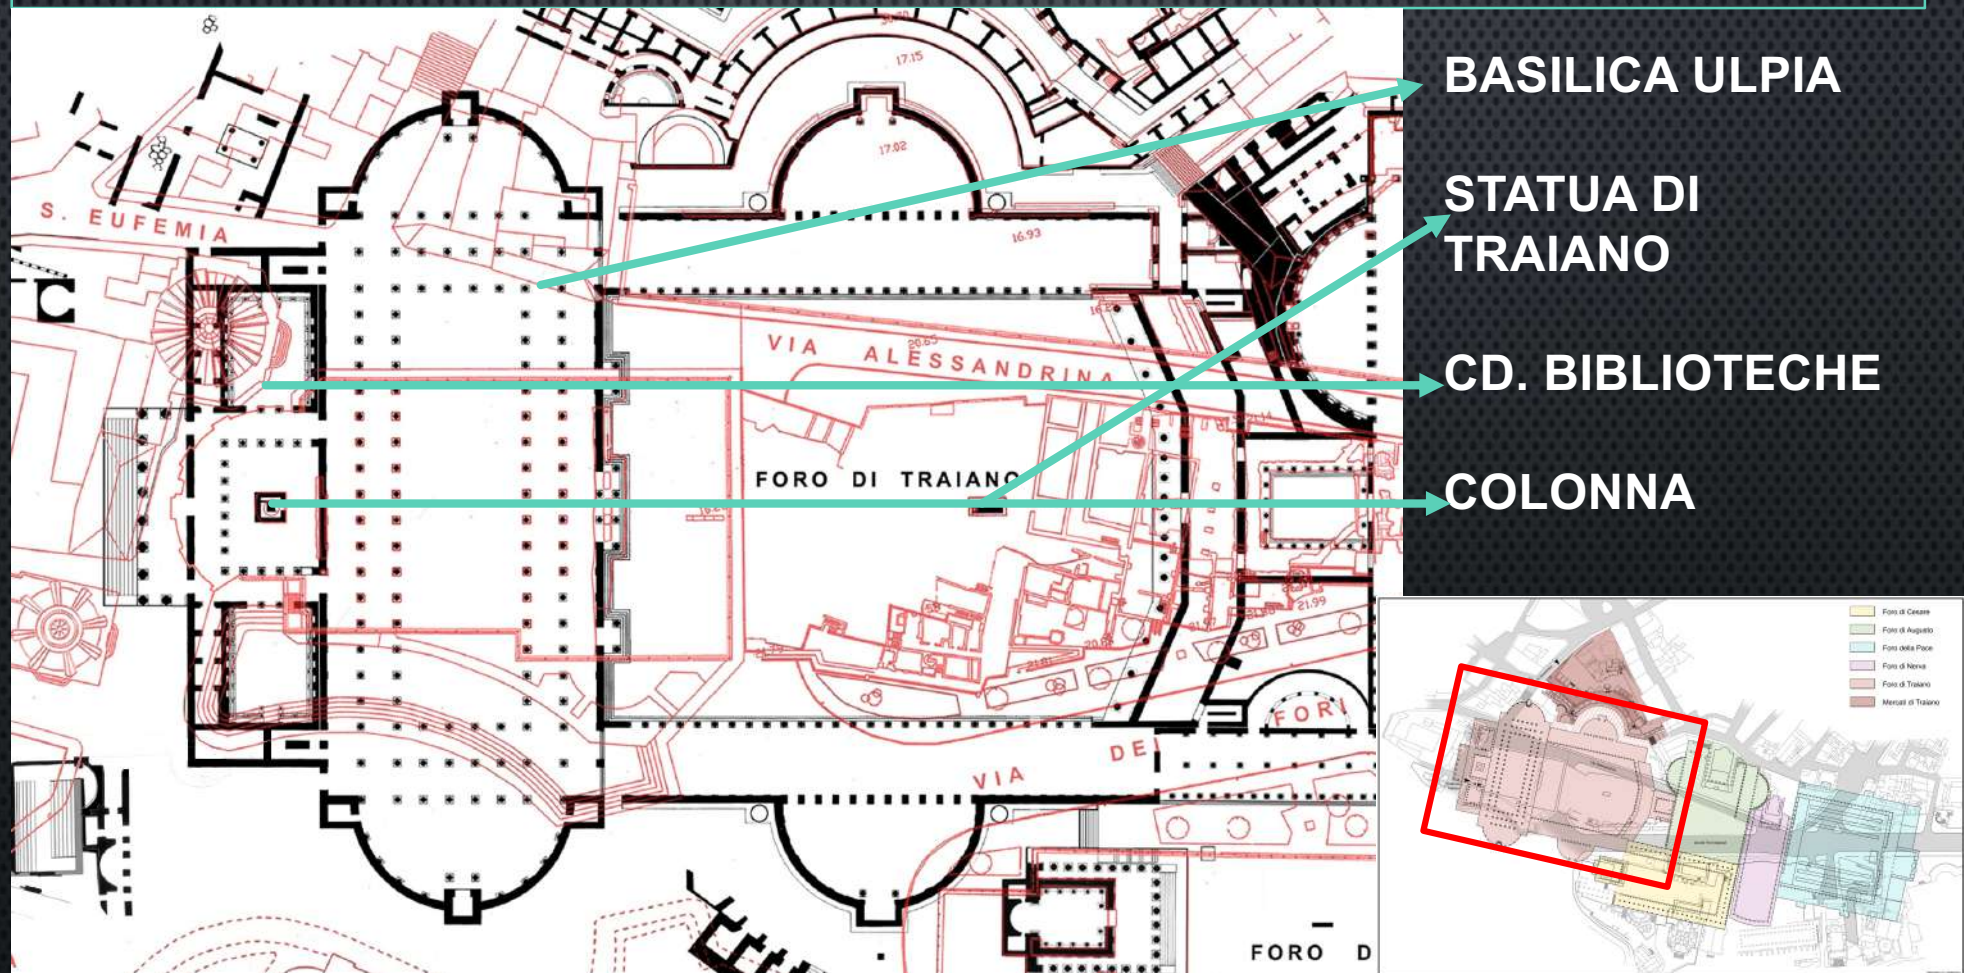 BASILICA ULPIA
STATUA DI
TRAIANO
CD. BIBLIOTECHE
COLONNA
17.15
17.02
16.93
S. EUFEMIA
20.65
VIA ALESSANDRINA
FORO DI TRAIANO
21.99
FORI
DEI
VIA
FORO D
Foro di Cesare
Foro di Augusto
Foro della Pace
Foro di Nerva
Foro di Traiano
Mercati di Traiano